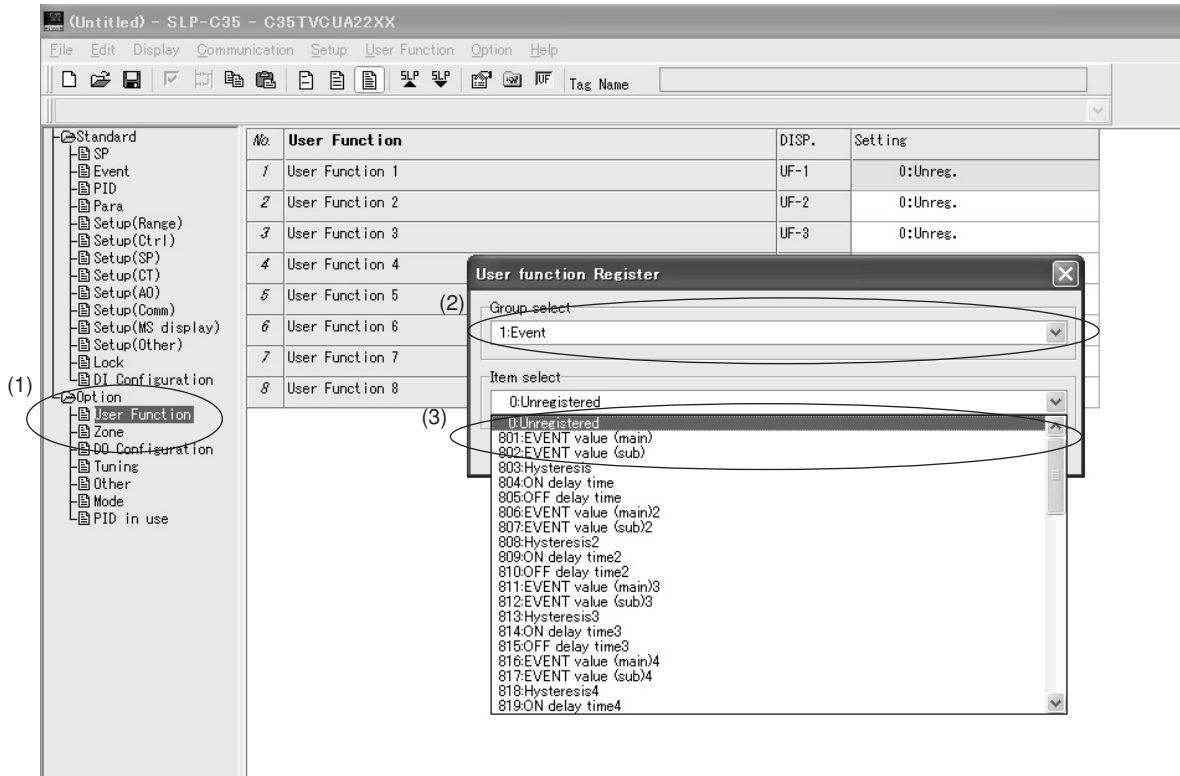 (Untitled) - SLP-C35 - C35TVCUA22XX
File Edit Display Communication Setup User Function Option Help
SLP SLP UF Tag Name
Standard
SP
Event
PID
Para
Setup(Range)
Setup(Ctrl)
Setup(SP)
Setup(CT)
Setup(AO)
Setup(Comm)
Setup(MS display)
Setup(Other)
Lock
DI Configuration
(1)
Option
User Function
Zone
DO Configuration
Tuning
Other
Mode
PID in use
No. User Function DISP. Setting
1 User Function 1 UF-1 0:Unreg.
2 User Function 2 UF-2 0:Unreg.
3 User Function 3 UF-3 0:Unreg.
4 User Function 4
5 User Function 5
6 User Function 6
7 User Function 7
8 User Function 8
User function Register
(2)
Group select
1:Event
Item select
0:Unregistered
(3)
0:Unregistered
801:EVENT value (main)
802:EVENT value (sub)
803:Hysteresis
804:ON delay time
805:OFF delay time
806:EVENT value (main)2
807:EVENT value (sub)2
808:Hysteresis2
809:ON delay time2
810:OFF delay time2
811:EVENT value (main)3
812:EVENT value (sub)3
813:Hysteresis3
814:ON delay time3
815:OFF delay time3
816:EVENT value (main)4
817:EVENT value (sub)4
818:Hysteresis4
819:ON delay time4